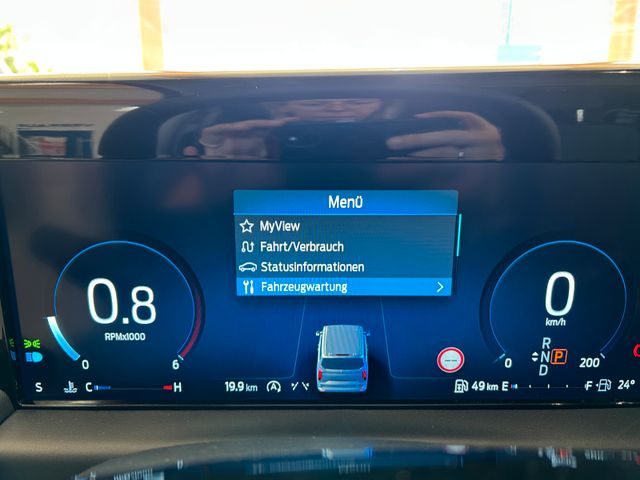 Menü
MyView
Fahrt/Verbrauch
Statusinformationen
Fahrzeugwartung
0.8
RPMx1000
0 6
0
km/h
0 200
R
N P
D
S C H 19.9 km A 49 km E F 24°